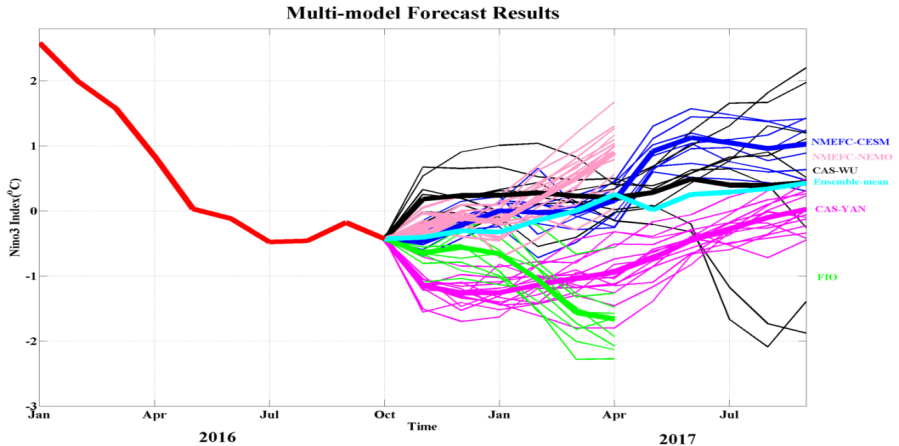 Multi-model Forecast Results
Nino3 Index(⁰C)
2
1
0
-1
-2
-3
NMEFC-CESM
NMEFC-NEMO
CAS-WU
Ensemble-mean
CAS-YAN
FIO
Jan
Apr
Jul
Oct
Jan
Apr
Jul
Time
2016
2017